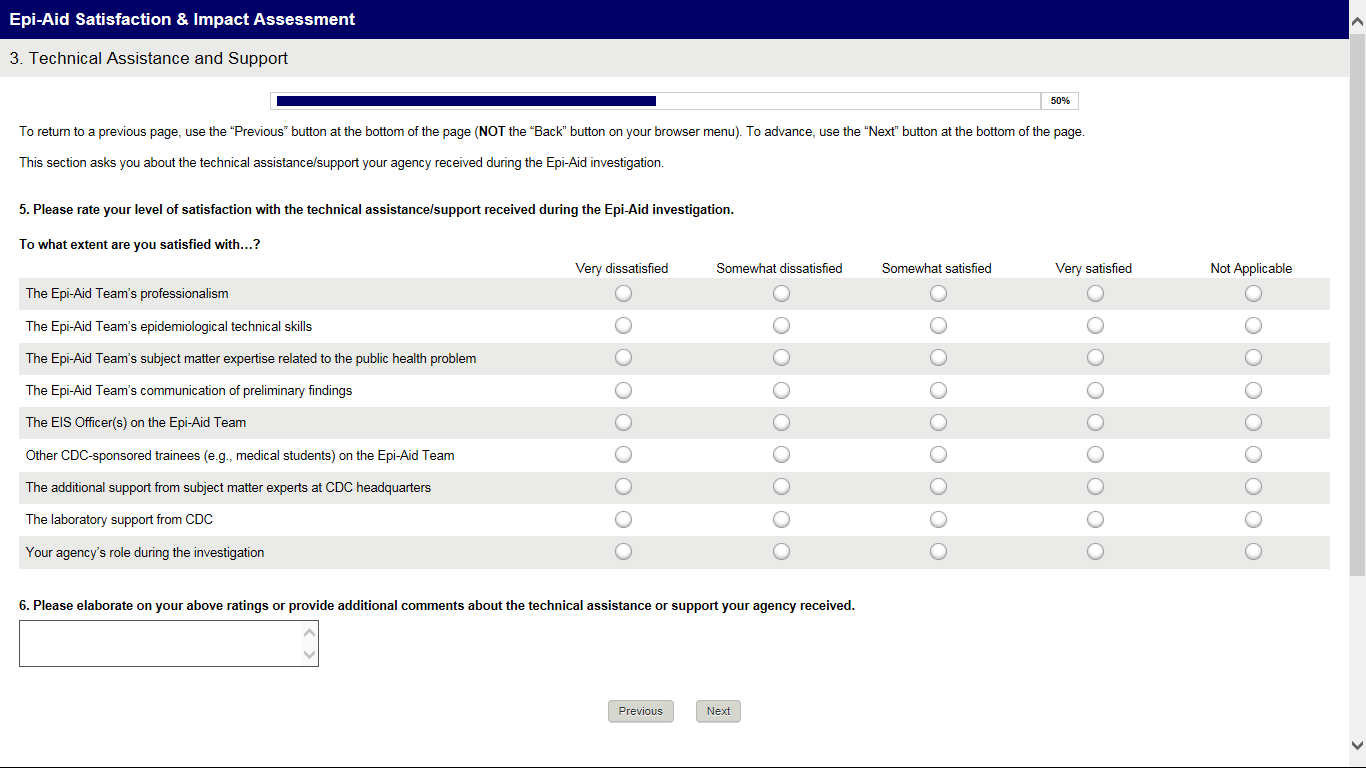 Epi-Aid Satisfaction & Impact Assessment
3. Technical Assistance and Support
50%
To return to a previous page, use the “Previous” button at the bottom of the page (NOT the “Back” button on your browser menu). To advance, use the “Next” button at the bottom of the page.
This section asks you about the technical assistance/support your agency received during the Epi-Aid investigation.
5. Please rate your level of satisfaction with the technical assistance/support received during the Epi-Aid investigation.
To what extent are you satisfied with…?
Very dissatisfied Somewhat dissatisfied Somewhat satisfied Very satisfied Not Applicable
The Epi-Aid Team’s professionalism
The Epi-Aid Team’s epidemiological technical skills
The Epi-Aid Team’s subject matter expertise related to the public health problem
The Epi-Aid Team’s communication of preliminary findings
The EIS Officer(s) on the Epi-Aid Team
Other CDC-sponsored trainees (e.g., medical students) on the Epi-Aid Team
The additional support from subject matter experts at CDC headquarters
The laboratory support from CDC
Your agency’s role during the investigation
6. Please elaborate on your above ratings or provide additional comments about the technical assistance or support your agency received.
Previous Next